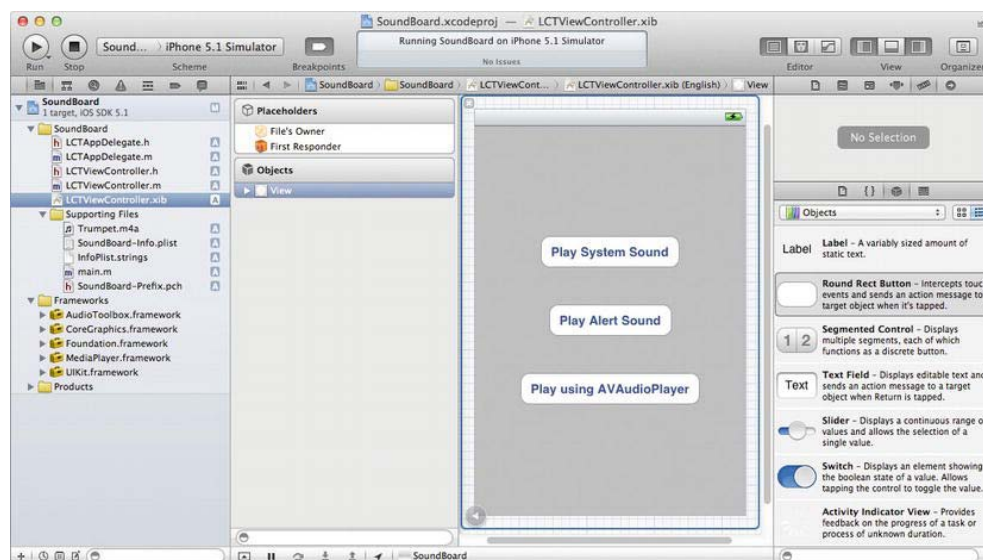 SoundBoard.xcodeproj — LCTViewController.xib
Sound... iPhone 5.1 Simulator
Running SoundBoard on iPhone 5.1 Simulator
No Issues
Run Stop Scheme Breakpoints Editor View Organizer
SoundBoard
1 target, iOS SDK 5.1
SoundBoard
LCTAppDelegate.h
LCTAppDelegate.m
LCTViewController.h
LCTViewController.m
LCTViewController.xib
Supporting Files
Trumpet.m4a
SoundBoard-Info.plist
InfoPlist.strings
main.m
SoundBoard-Prefix.pch
Frameworks
AudioToolbox.framework
CoreGraphics.framework
Foundation.framework
MediaPlayer.framework
UIKit.framework
Products
SoundBoard SoundBoard LCTViewCont... LCTViewController.xib (English) View
Placeholders
File's Owner
First Responder
Objects
View
Play System Sound
Play Alert Sound
Play using AVAudioPlayer
SoundBoard
No Selection
Objects
Label
Label – A variably sized amount of
static text.
Round Rect Button – Intercepts touc
events and sends an action message to
target object when it's tapped.
1 2
Segmented Control – Displays
multiple segments, each of which
functions as a discrete button.
Text
Text Field – Displays editable text and
sends an action message to a target
object when Return is tapped.
Slider – Displays a continuous range o
values and allows the selection of a
single value.
Switch – Displays an element showing
the boolean state of a value. Allows
tapping the control to toggle the value.
Activity Indicator View – Provides
feedback on the progress of a task or
process of unknown duration.